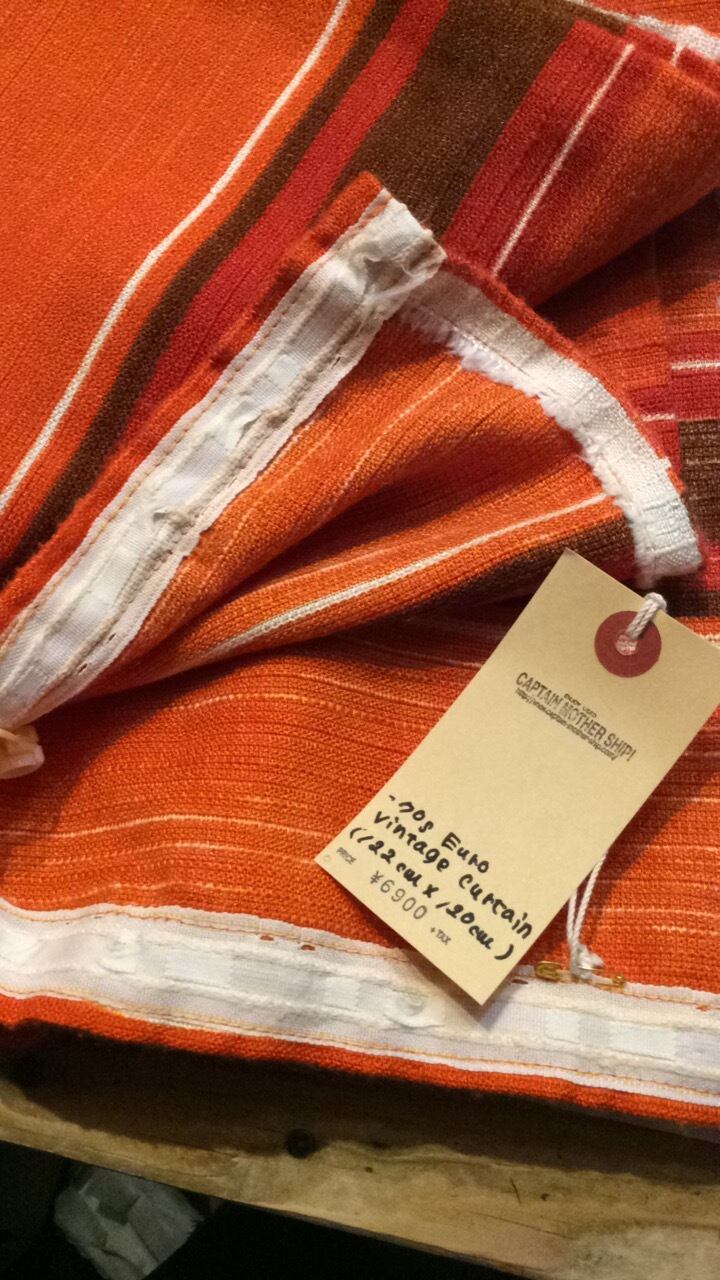 CAPTAIN MOTHER SHIP!
-70s Euro
vintage curtain
(122cm x 120cm)
PRICE
¥6900
+TAX